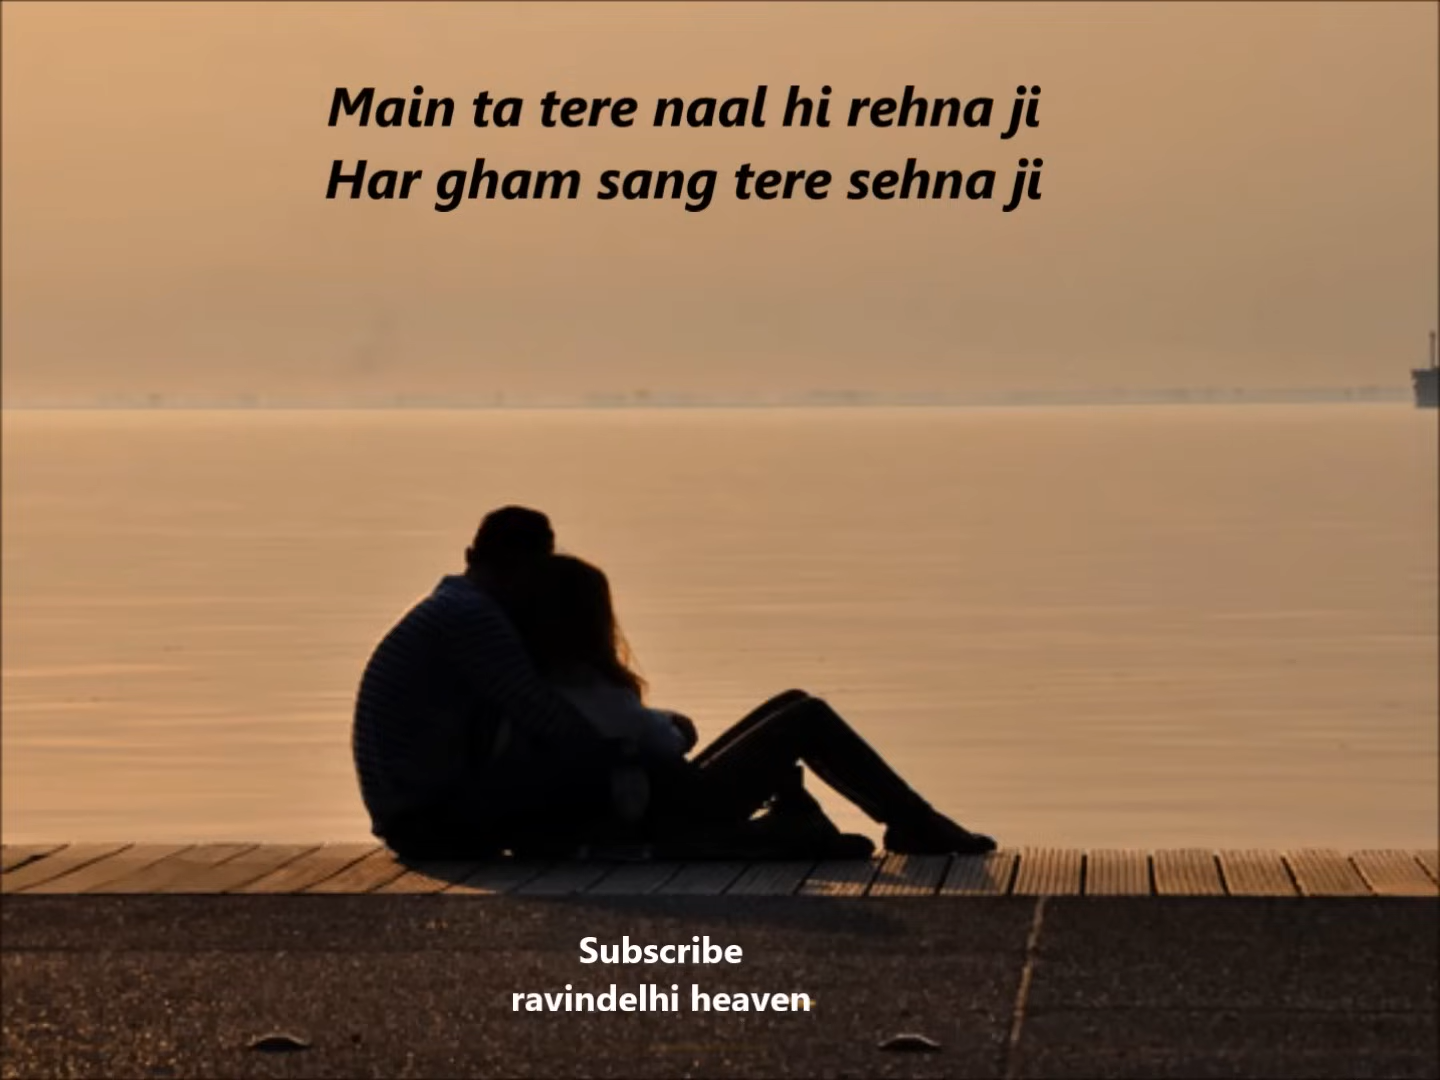 Main ta tere naal hi rehna ji
Har gham sang tere sehna ji
Subscribe
ravindelhi heaven